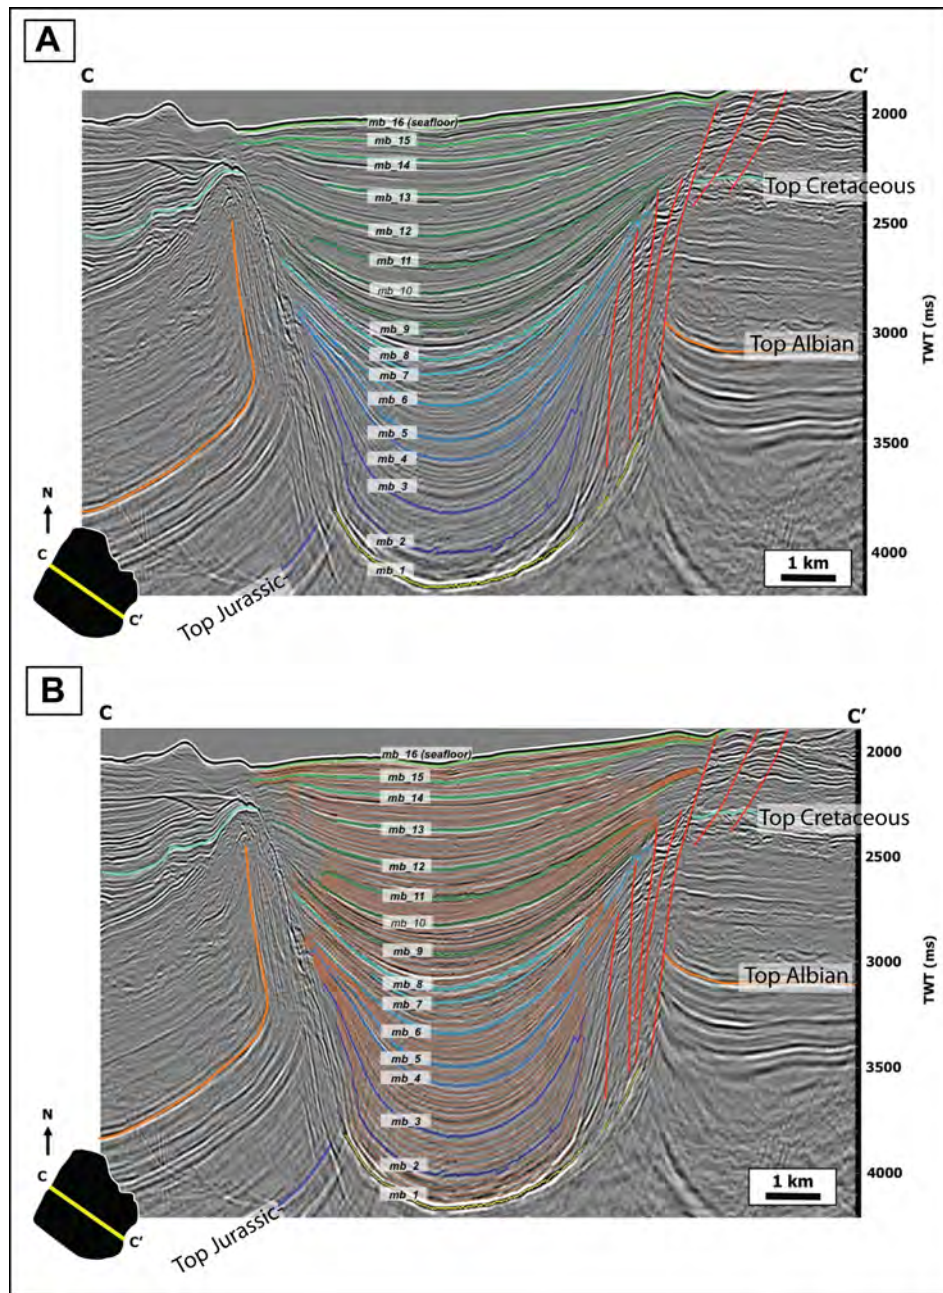 A
C C'
mb_16 (seafloor)
mb_15
mb_14
mb_13
mb_12
mb_11
mb_10
mb_9
mb_8
mb_7
mb_6
mb_5
mb_4
mb_3
mb_2
mb_1
Top Cretaceous
Top Albian
Top Jurassic
2000
2500
3000
3500
4000
TWT (ms)
1 km
N
C
C'
B
C C'
mb_16 (seafloor)
mb_15
mb_14
mb_13
mb_12
mb_11
mb_10
mb_9
mb_8
mb_7
mb_6
mb_5
mb_4
mb_3
mb_2
mb_1
Top Cretaceous
Top Albian
Top Jurassic
2000
2500
3000
3500
4000
TWT (ms)
1 km
N
C
C'